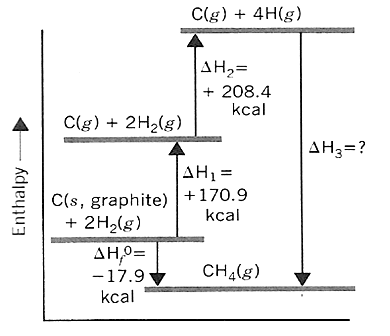 C(g) + 4H(g)
ΔH₂=
+ 208.4
kcal
C(g) + 2H₂(g)
ΔH₃=?
ΔH₁=
+170.9
kcal
Enthalpy
C(s, graphite)
+ 2H₂(g)
ΔH_f⁰=
−17.9
kcal
CH₄(g)